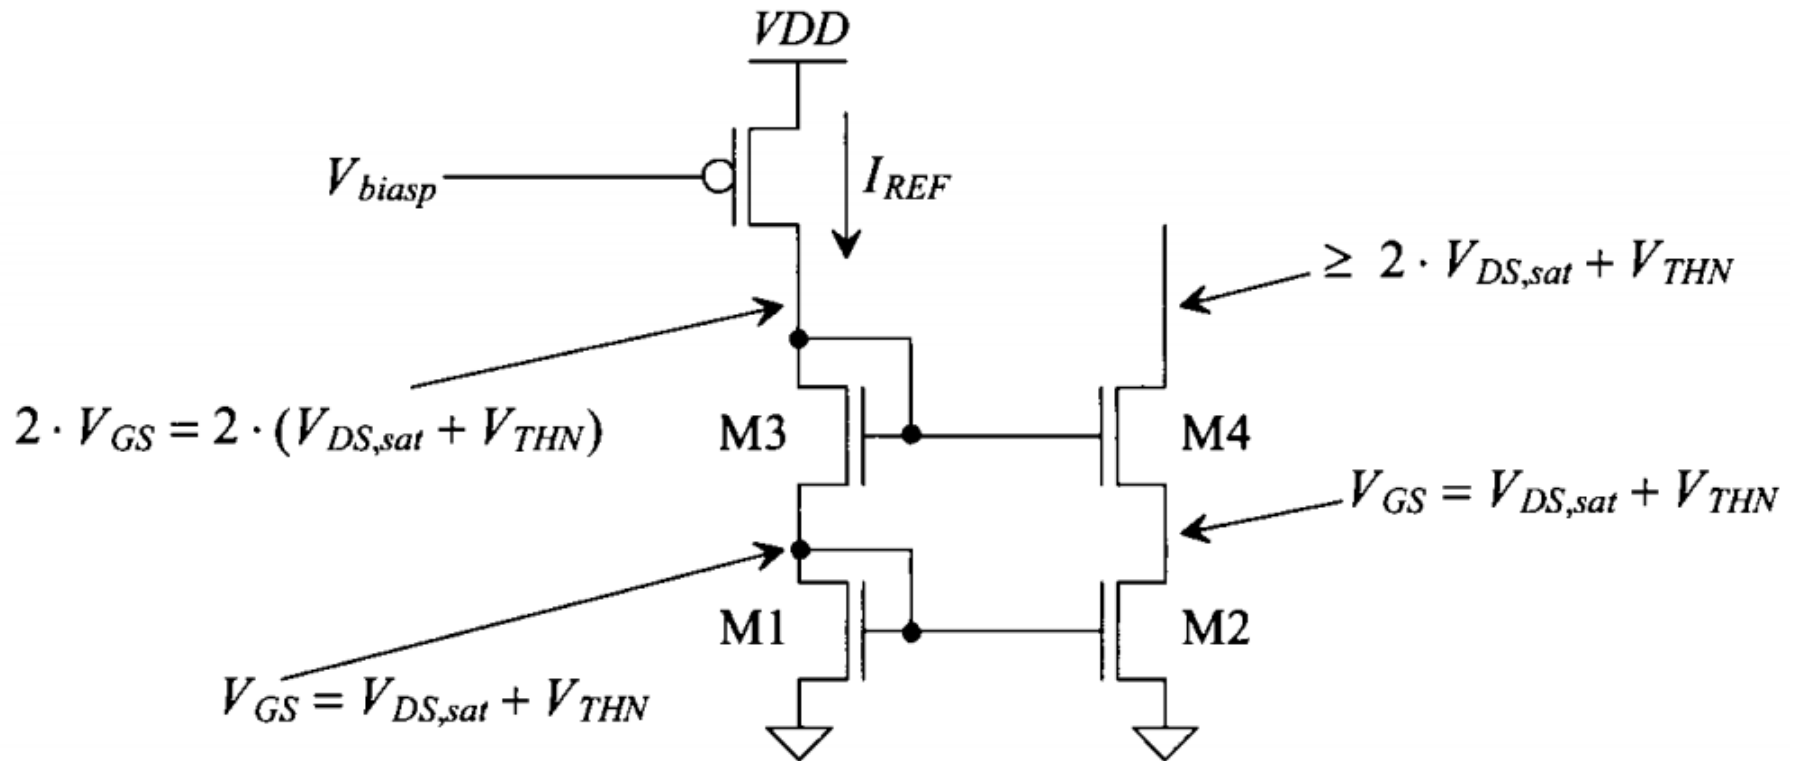 VDD
V_biasp
I_REF
≥ 2 · V_DS,sat + V_THN
2 · V_GS = 2 · (V_DS,sat + V_THN)
M3
M4
V_GS = V_DS,sat + V_THN
M1
M2
V_GS = V_DS,sat + V_THN